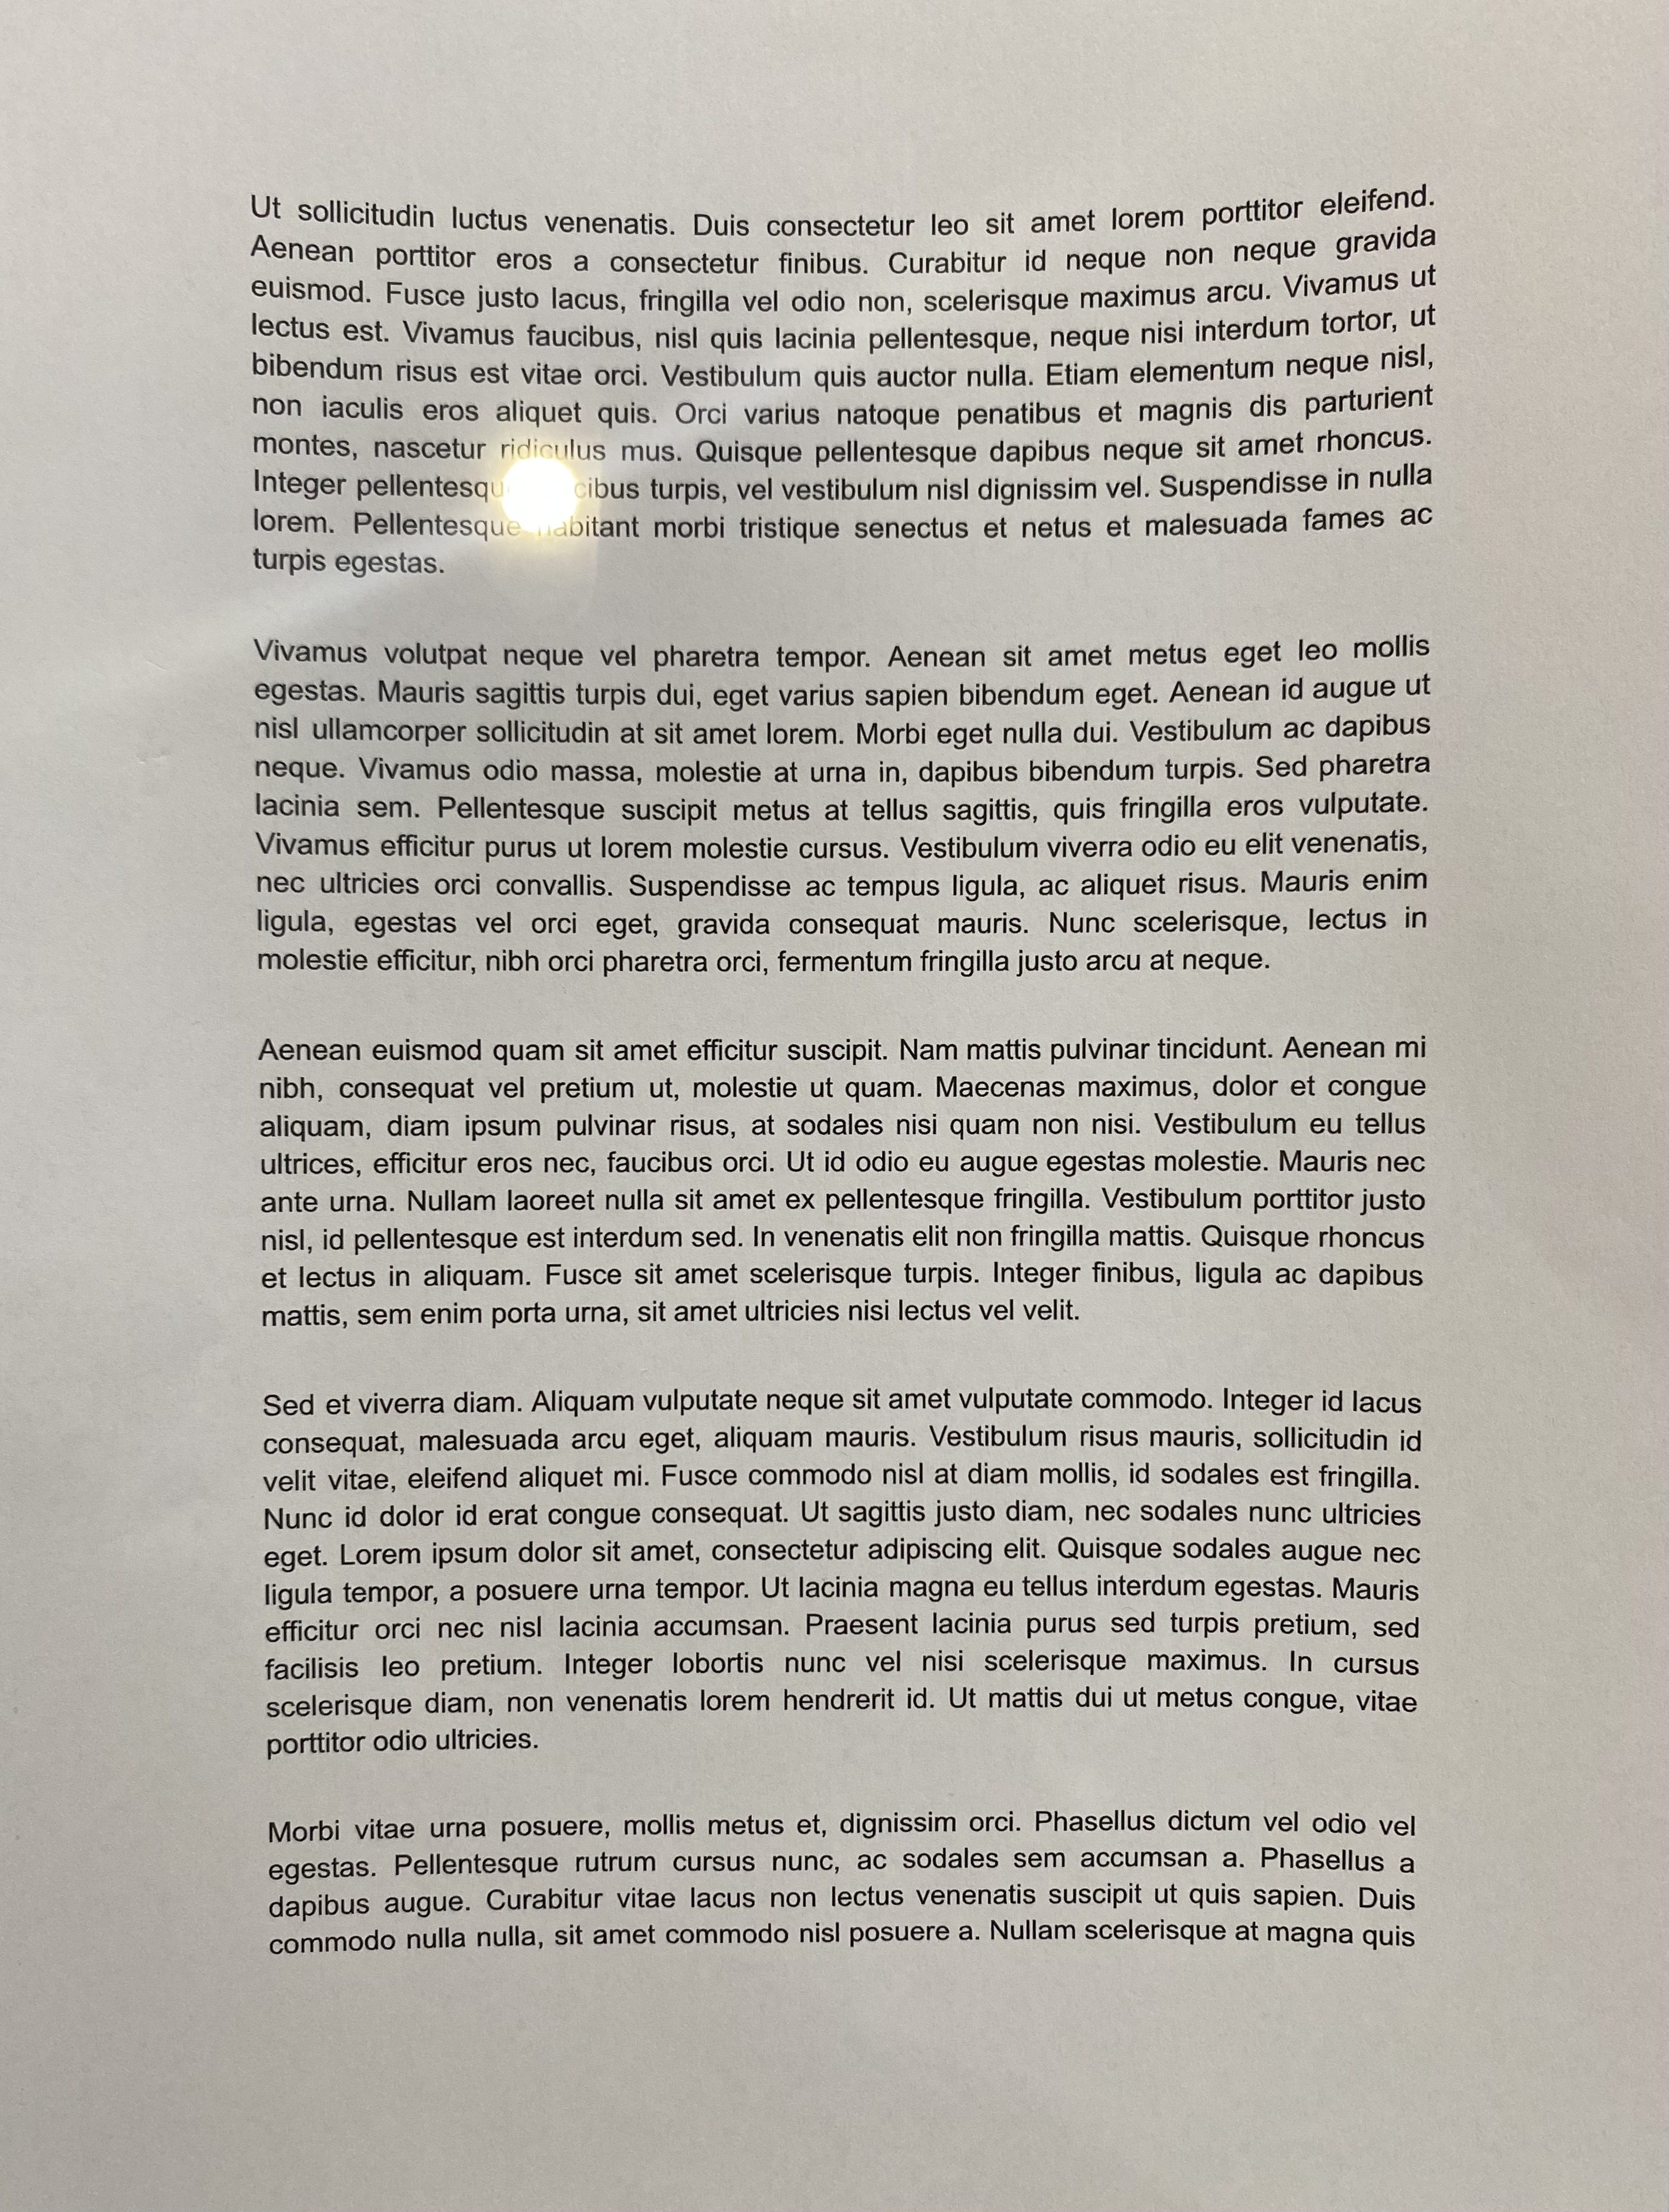 Ut sollicitudin luctus venenatis. Duis consectetur leo sit amet lorem porttitor eleifend.
Aenean porttitor eros a consectetur finibus. Curabitur id neque non neque gravida
euismod. Fusce justo lacus, fringilla vel odio non, scelerisque maximus arcu. Vivamus ut
lectus est. Vivamus faucibus, nisl quis lacinia pellentesque, neque nisi interdum tortor, ut
bibendum risus est vitae orci. Vestibulum quis auctor nulla. Etiam elementum neque nisl,
non iaculis eros aliquet quis. Orci varius natoque penatibus et magnis dis parturient
montes, nascetur ridiculus mus. Quisque pellentesque dapibus neque sit amet rhoncus.
Integer turpis, vel vestibulum nisl dignissim vel. Suspendisse in nulla
lorem. Pellentesque habitant morbi tristique senectus et netus et malesuada fames ac
turpis egestas.
Vivamus volutpat neque vel pharetra tempor. Aenean sit amet metus eget leo mollis
egestas. Mauris sagittis turpis dui, eget varius sapien bibendum eget. Aenean id augue ut
nisl ullamcorper sollicitudin at sit amet lorem. Morbi eget nulla dui. Vestibulum ac dapibus
neque. Vivamus odio massa, molestie at urna in, dapibus bibendum turpis. Sed pharetra
lacinia sem. Pellentesque suscipit metus at tellus sagittis, quis fringilla eros vulputate.
Vivamus efficitur purus ut lorem molestie cursus. Vestibulum viverra odio eu elit venenatis,
nec ultricies orci convallis. Suspendisse ac tempus ligula, ac aliquet risus. Mauris enim
ligula, egestas vel orci eget, gravida consequat mauris. Nunc scelerisque, lectus in
molestie efficitur, nibh orci pharetra orci, fermentum fringilla justo arcu at neque.
Aenean euismod quam sit amet efficitur suscipit. Nam mattis pulvinar tincidunt. Aenean mi
nibh, consequat vel pretium ut, molestie ut quam. Maecenas maximus, dolor et congue
aliquam, diam ipsum pulvinar risus, at sodales nisi quam non nisi. Vestibulum eu tellus
ultrices, efficitur eros nec, faucibus orci. Ut id odio eu augue egestas molestie. Mauris nec
ante urna. Nullam laoreet nulla sit amet ex pellentesque fringilla. Vestibulum porttitor justo
nisl, id pellentesque est interdum sed. In venenatis elit non fringilla mattis. Quisque rhoncus
et lectus in aliquam. Fusce sit amet scelerisque turpis. Integer finibus, ligula ac dapibus
mattis, sem enim porta urna, sit amet ultricies nisi lectus vel velit.
Sed et viverra diam. Aliquam vulputate neque sit amet vulputate commodo. Integer id lacus
consequat, malesuada arcu eget, aliquam mauris. Vestibulum risus mauris, sollicitudin id
velit vitae, eleifend aliquet mi. Fusce commodo nisl at diam mollis, id sodales est fringilla.
Nunc id dolor id erat congue consequat. Ut sagittis justo diam, nec sodales nunc ultricies
eget. Lorem ipsum dolor sit amet, consectetur adipiscing elit. Quisque sodales augue nec
ligula tempor, a posuere urna tempor. Ut lacinia magna eu tellus interdum egestas. Mauris
efficitur orci nec nisl lacinia accumsan. Praesent lacinia purus sed turpis pretium, sed
facilisis leo pretium. Integer lobortis nunc vel nisi scelerisque maximus. In cursus
scelerisque diam, non venenatis lorem hendrerit id. Ut mattis dui ut metus congue, vitae
porttitor odio ultricies.
Morbi vitae urna posuere, mollis metus et, dignissim orci. Phasellus dictum vel odio vel
egestas. Pellentesque rutrum cursus nunc, ac sodales sem accumsan a. Phasellus a
dapibus augue. Curabitur vitae lacus non lectus venenatis suscipit ut quis sapien. Duis
commodo nulla nulla, sit amet commodo nisl posuere a. Nullam scelerisque at magna quis